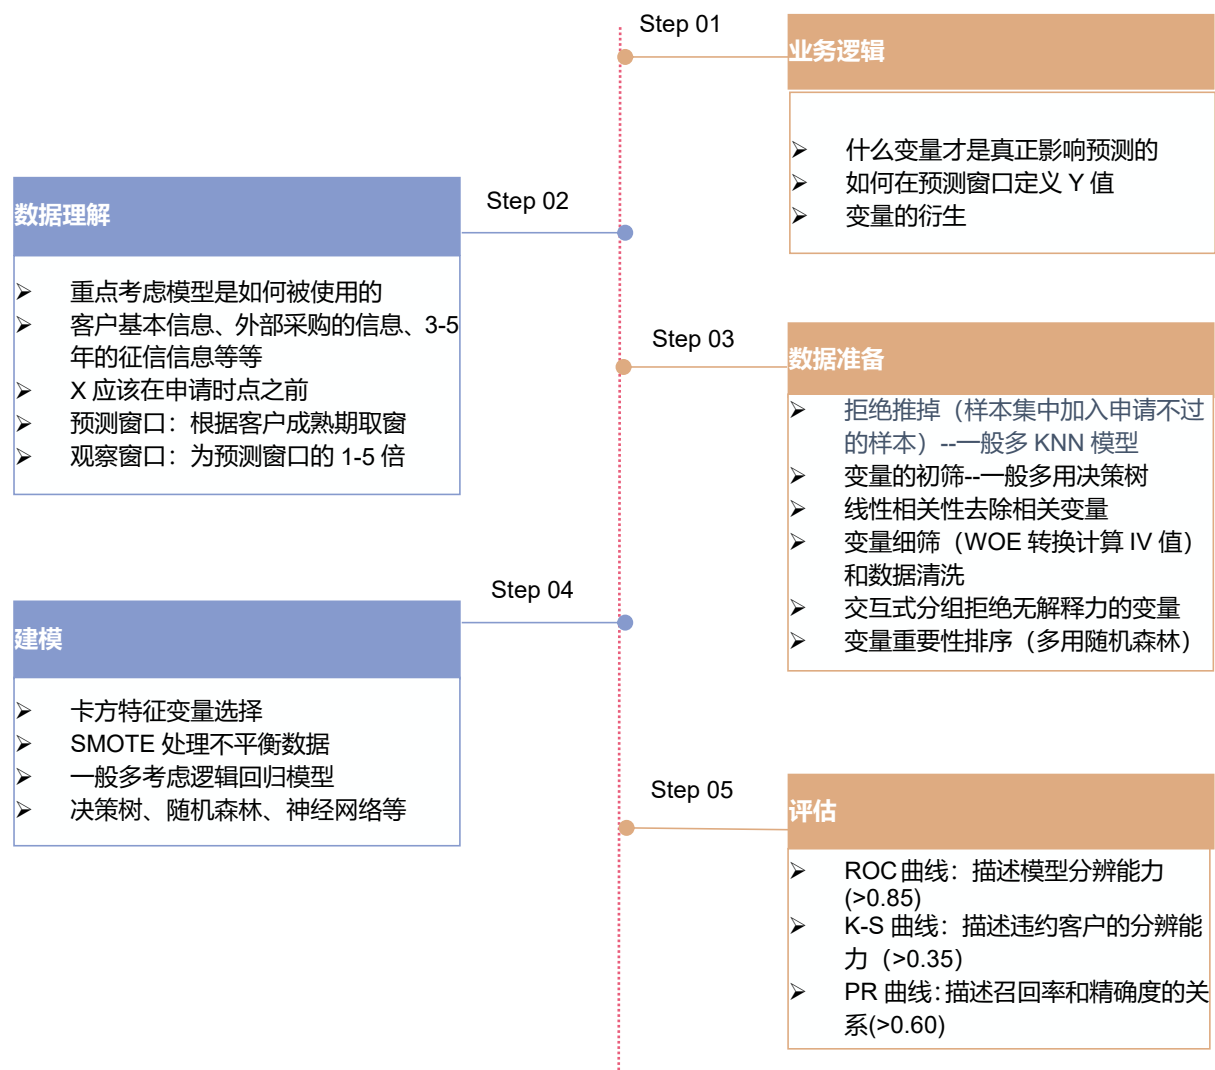 Step 01
业务逻辑
➢ 什么变量才是真正影响预测的
➢ 如何在预测窗口定义 Y 值
➢ 变量的衍生
Step 02
数据理解
➢ 重点考虑模型是如何被使用的
➢ 客户基本信息、外部采购的信息、3-5
年的征信信息等等
➢ X 应该在申请时点之前
➢ 预测窗口：根据客户成熟期取窗
➢ 观察窗口：为预测窗口的 1-5 倍
Step 03
数据准备
➢ 拒绝推掉（样本集中加入申请不过
的样本）--一般多 KNN 模型
➢ 变量的初筛--一般多用决策树
➢ 线性相关性去除相关变量
➢ 变量细筛（WOE 转换计算 IV 值）
和数据清洗
➢ 交互式分组拒绝无解释力的变量
➢ 变量重要性排序（多用随机森林）
Step 04
建模
➢ 卡方特征变量选择
➢ SMOTE 处理不平衡数据
➢ 一般多考虑逻辑回归模型
➢ 决策树、随机森林、神经网络等
Step 05
评估
➢ ROC 曲线：描述模型分辨能力
(>0.85)
➢ K-S 曲线：描述违约客户的分辨能
力（>0.35）
➢ PR 曲线：描述召回率和精确度的关
系(>0.60)